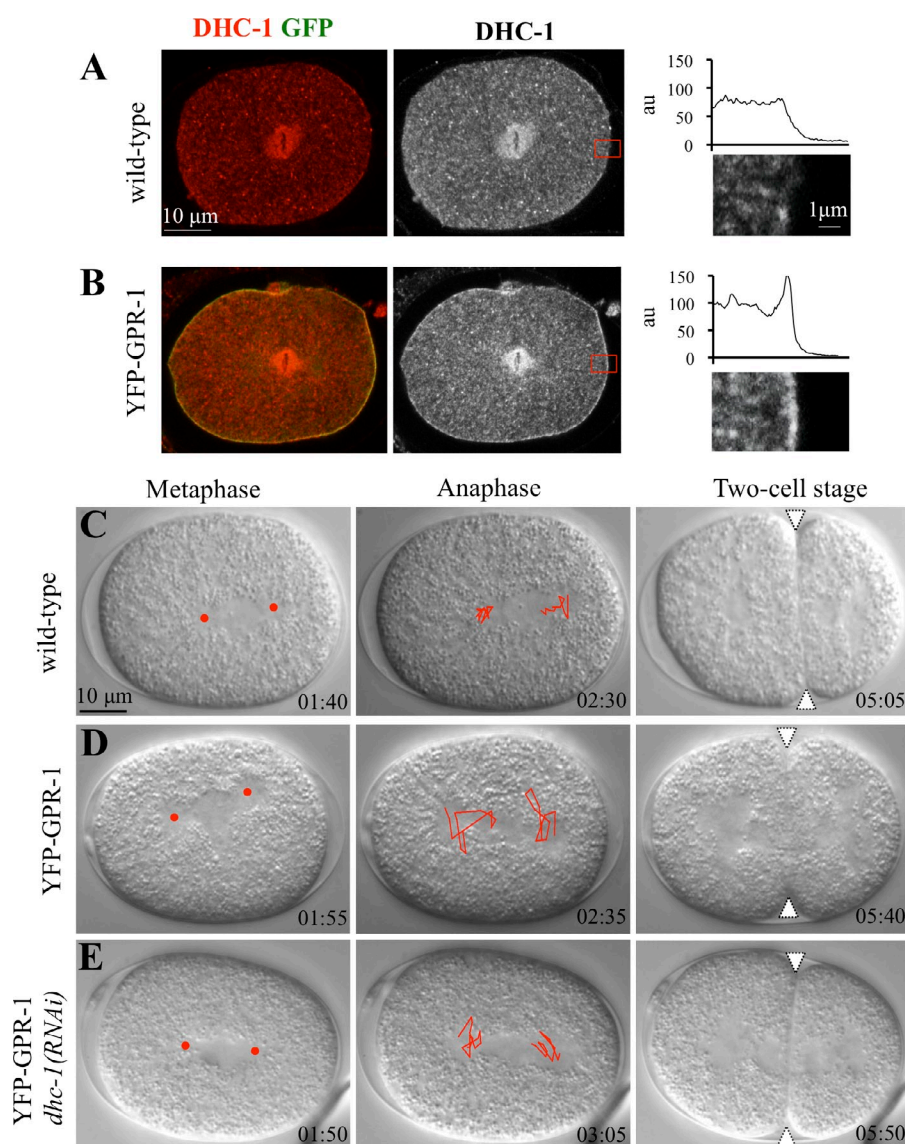 DHC-1 GFP
DHC-1
A
wild-type
10 µm
au
150
100
50
0
1µm
B
YFP-GPR-1
au
150
100
50
0
Metaphase
Anaphase
Two-cell stage
C
wild-type
10 µm
01:40
02:30
05:05
D
YFP-GPR-1
01:55
02:35
05:40
E
YFP-GPR-1
dhc-1(RNAi)
01:50
03:05
05:50